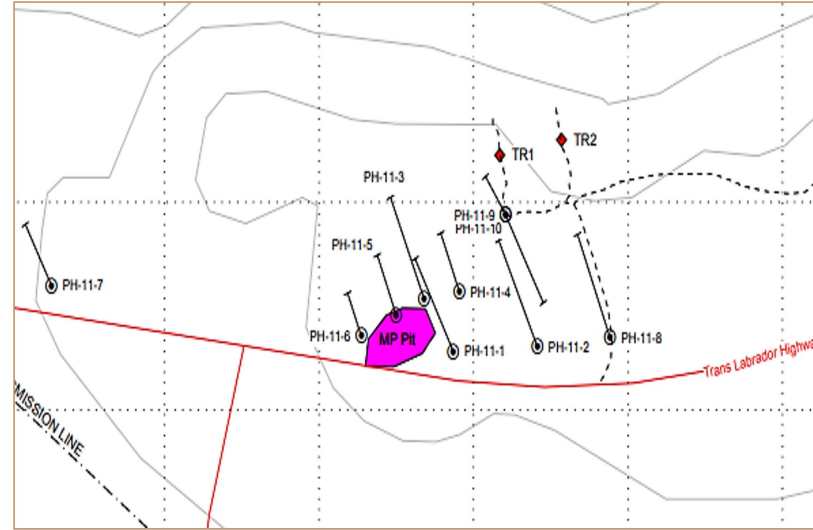 TR2
TR1
PH-11-3
PH-11-9
PH-11-10
PH-11-5
PH-11-7
PH-11-4
PH-11-6
MP Pit
PH-11-1
PH-11-2
PH-11-8
Trans Labrador Highwa
MISSION LINE